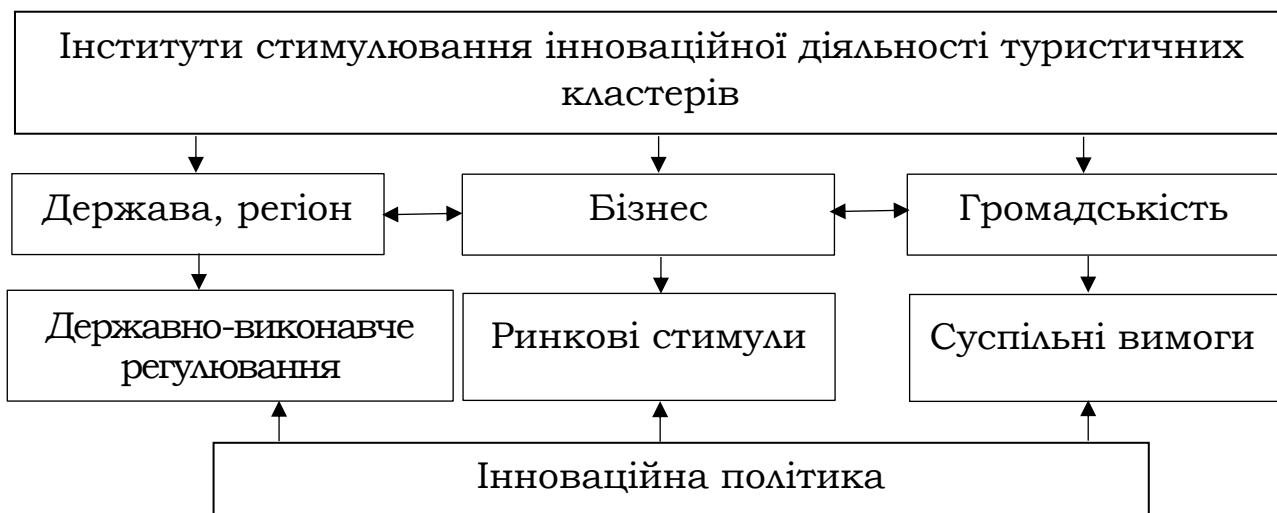 Інститути стимулювання інноваційної діяльності туристичних
кластерів
Держава, регіон
Бізнес
Громадськість
Державно-виконавче
регулювання
Ринкові стимули
Суспільні вимоги
Інноваційна політика